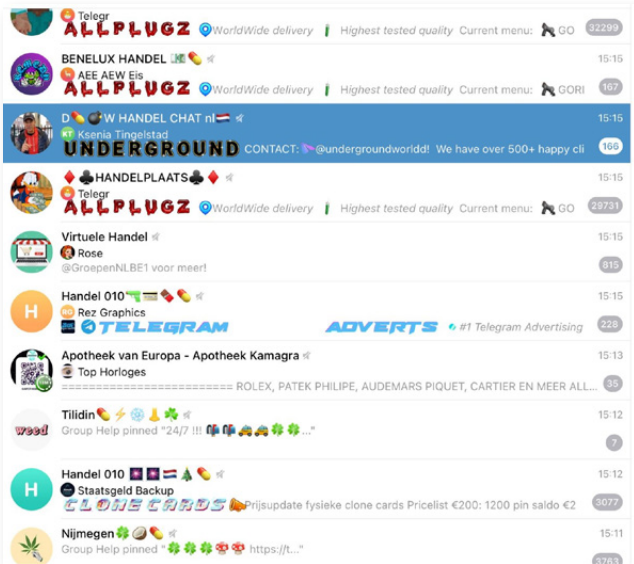 Telegr
ALLPLUGZ WorldWide delivery Highest tested quality Current menu: GO 32299
BENELUX HANDEL 15:15
AEE AEW Eis
ALLPLUGZ WorldWide delivery Highest tested quality Current menu: GORI 167
D W HANDEL CHAT nl 15:15
KT Ksenia Tingelstad
UNDERGROUND CONTACT: @undergroundworldd! We have over 500+ happy cli 166
HANDELPLAATS 15:15
Telegr
ALLPLUGZ WorldWide delivery Highest tested quality Current menu: GO 29731
Virtuele Handel 15:15
Rose
@GroepenNLBE1 voor meer! 815
H Handel 010 15:15
RG Rez Graphics
TELEGRAM ADVERTS #1 Telegram Advertising 228
Apotheek van Europa - Apotheek Kamagra 15:13
Top Horloges
========================= ROLEX, PATEK PHILIPE, AUDEMARS PIQUET, CARTIER EN MEER ALL... 35
weed Tilidin 15:12
Group Help pinned "24/7 !!! ..." 7
H Handel 010 15:12
Staatsgeld Backup
CLONE CARDS Prijsupdate fysieke clone cards Pricelist €200: 1200 pin saldo €2 3077
Nijmegen 15:11
Group Help pinned " https://t..." 3763